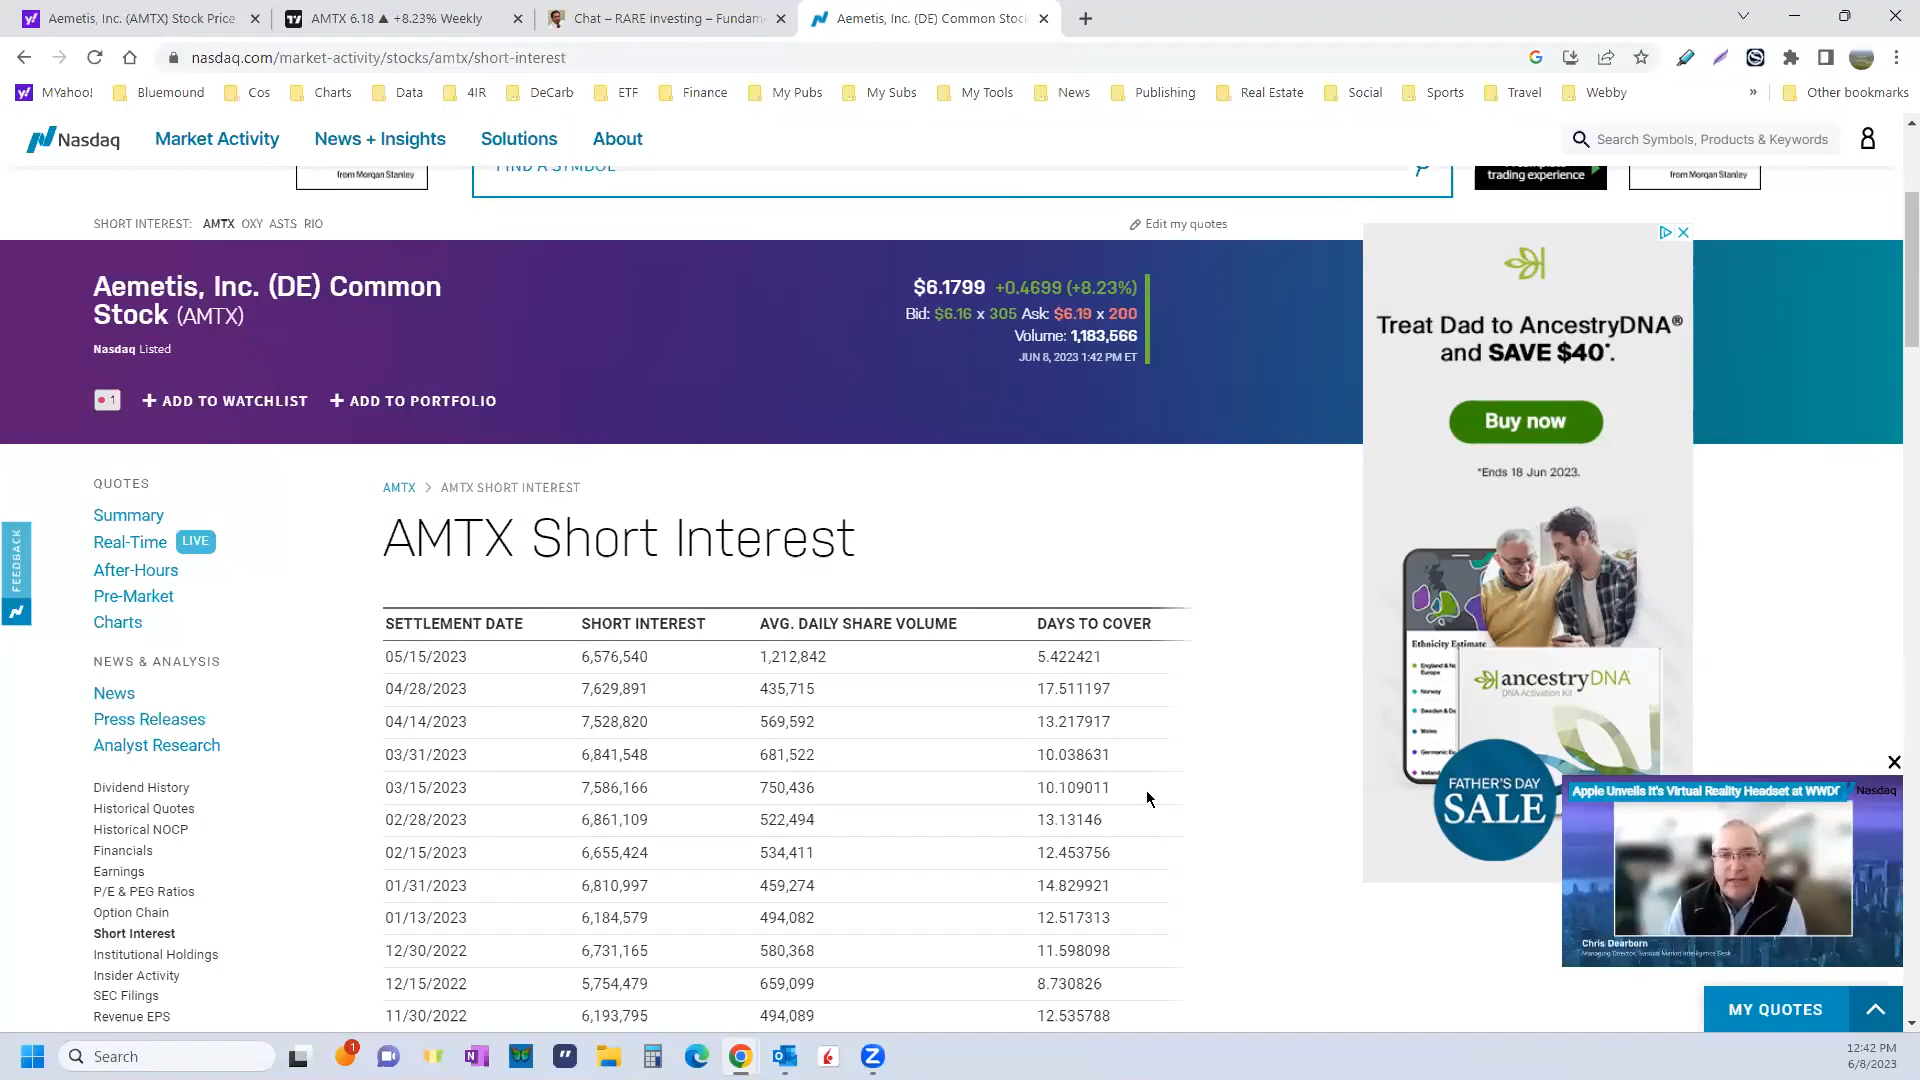 Aemetis, Inc. (AMTX) Stock Price
AMTX 6.18 ▲ +8.23% Weekly
Chat – RARE Investing – Fundam
Aemetis, Inc. (DE) Common Stock
nasdaq.com/market-activity/stocks/amtx/short-interest
MYahoo! Bluemound Cos Charts Data 4IR DeCarb ETF Finance My Pubs My Subs My Tools News Publishing Real Estate Social Sports Travel Webby » Other bookmarks
Nasdaq Market Activity News + Insights Solutions About Search Symbols, Products & Keywords
from Morgan Stanley
FIND A SYMBOL
trading experience
from Morgan Stanley
SHORT INTEREST: AMTX OXY ASTS RIO
Edit my quotes
Aemetis, Inc. (DE) Common
Stock (AMTX)
Nasdaq Listed
$6.1799 +0.4699 (+8.23%)
Bid: $6.16 x 305 Ask: $6.19 x 200
Volume: 1,183,566
JUN 8, 2023 1:42 PM ET
1 + ADD TO WATCHLIST + ADD TO PORTFOLIO
FEEDBACK
QUOTES
Summary
Real-Time LIVE
After-Hours
Pre-Market
Charts
NEWS & ANALYSIS
News
Press Releases
Analyst Research
Dividend History
Historical Quotes
Historical NOCP
Financials
Earnings
P/E & PEG Ratios
Option Chain
Short Interest
Institutional Holdings
Insider Activity
SEC Filings
Revenue EPS
AMTX > AMTX SHORT INTEREST
AMTX Short Interest
SETTLEMENT DATE SHORT INTEREST AVG. DAILY SHARE VOLUME DAYS TO COVER
05/15/2023 6,576,540 1,212,842 5.422421
04/28/2023 7,629,891 435,715 17.511197
04/14/2023 7,528,820 569,592 13.217917
03/31/2023 6,841,548 681,522 10.038631
03/15/2023 7,586,166 750,436 10.109011
02/28/2023 6,861,109 522,494 13.13146
02/15/2023 6,655,424 534,411 12.453756
01/31/2023 6,810,997 459,274 14.829921
01/13/2023 6,184,579 494,082 12.517313
12/30/2022 6,731,165 580,368 11.598098
12/15/2022 5,754,479 659,099 8.730826
11/30/2022 6,193,795 494,089 12.535788
Treat Dad to AncestryDNA®
and SAVE $40*.
Buy now
*Ends 18 Jun 2023.
Ethnicity Estimate
Norway
Wales
ancestryDNA
DNA Activation Kit
FATHER'S DAY
SALE
Apple Unveils It's Virtual Reality Headset at WWDC
Nasdaq
Chris Dearborn
Managing Director, Nasdaq Market Intelligence Desk
MY QUOTES
Search
1
12:42 PM
6/8/2023